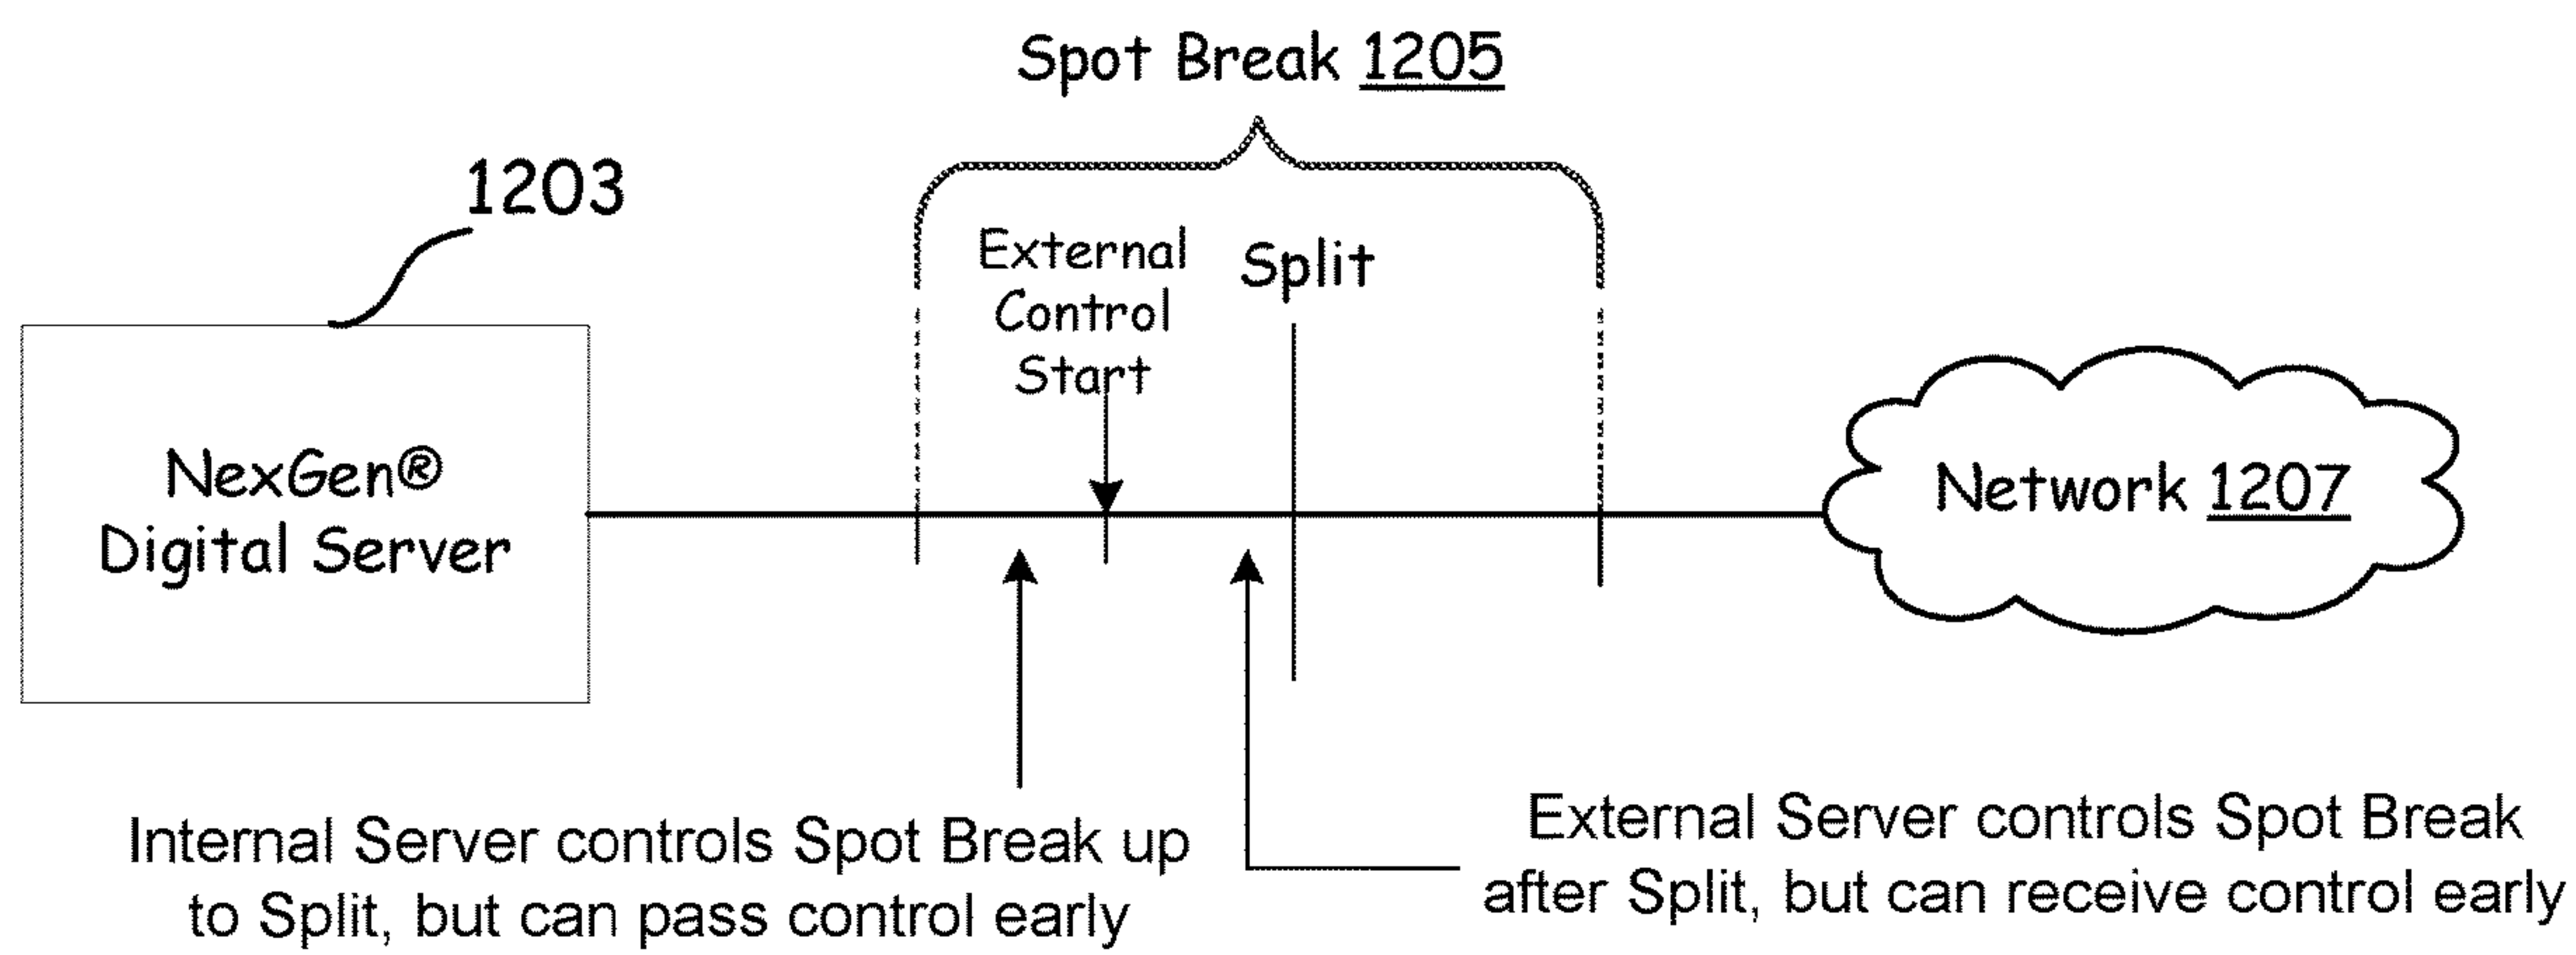 Spot Break 1205
1203
External
Control
Start
Split
NexGen®
Digital Server
Network 1207
Internal Server controls Spot Break up
to Split, but can pass control early
External Server controls Spot Break
after Split, but can receive control early